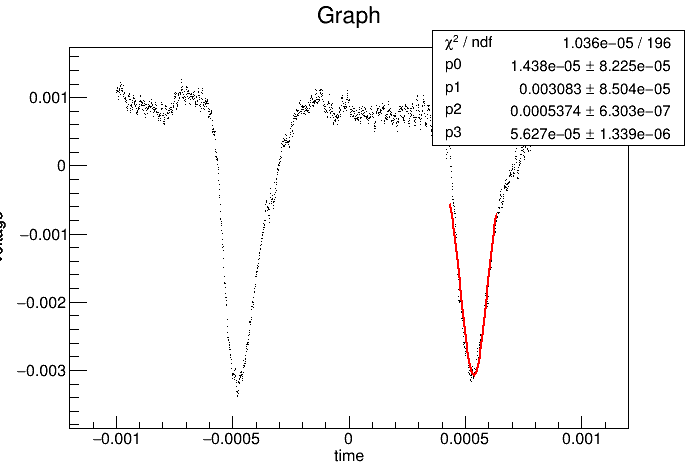 Graph
χ² / ndf 1.036e−05 / 196
p0 1.438e−05 ± 8.225e−05
p1 0.003083 ± 8.504e−05
p2 0.0005374 ± 6.303e−07
p3 5.627e−05 ± 1.339e−06
0.001
0
−0.001
−0.002
−0.003
−0.001 −0.0005 0 0.0005 0.001
time